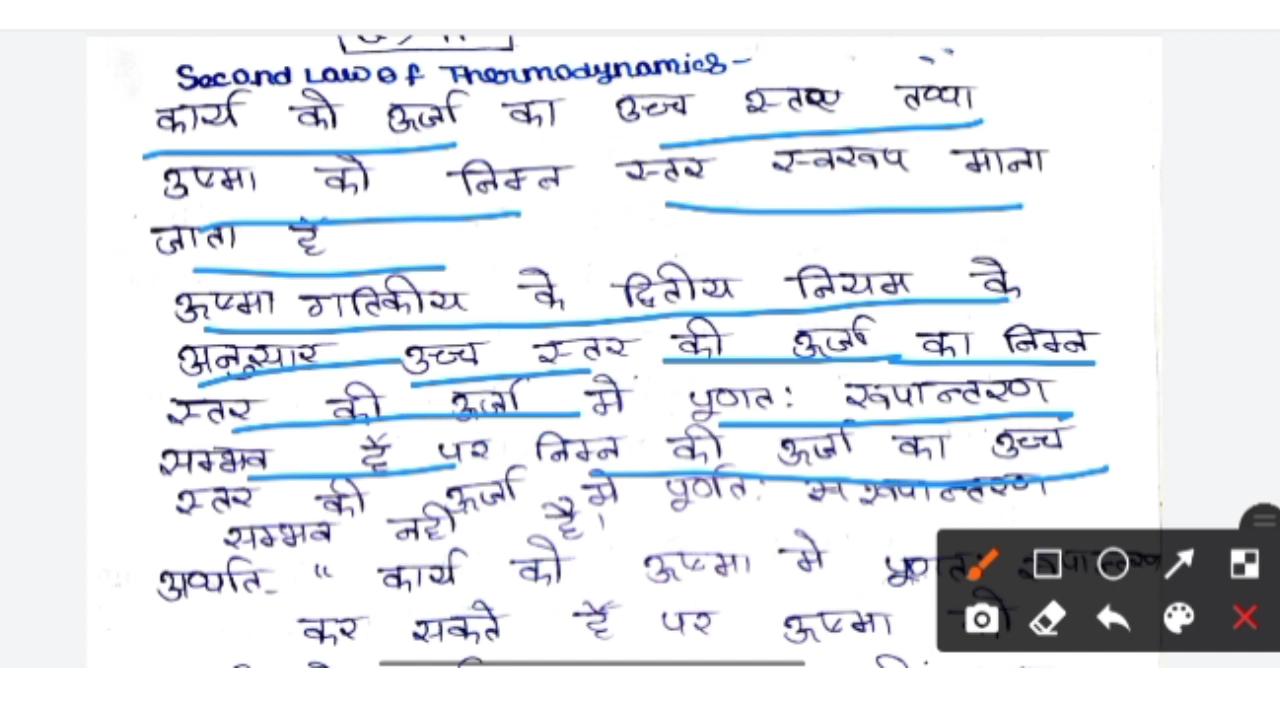 Second Law of Thermodynamics -
कार्य को ऊर्जा का उच्च स्तर तथा
उष्मा को निम्न स्तर स्वरूप माना
जाता है
ऊष्मा गतिकीय के द्वितीय नियम के
अनुसार उच्च स्तर की ऊर्जा का निम्न
स्तर की ऊर्जा मे पूणत: रूपान्तरण
सम्भव है पर निम्न की ऊर्जा का उच्च
स्तर की ऊर्जा मे पूर्णत: रूपान्तरण
सम्भव नही है।
अर्थात- “ कार्य को ऊष्मा मे पूणत: रूपान्तरण
कर सकते हैं पर ऊष्मा